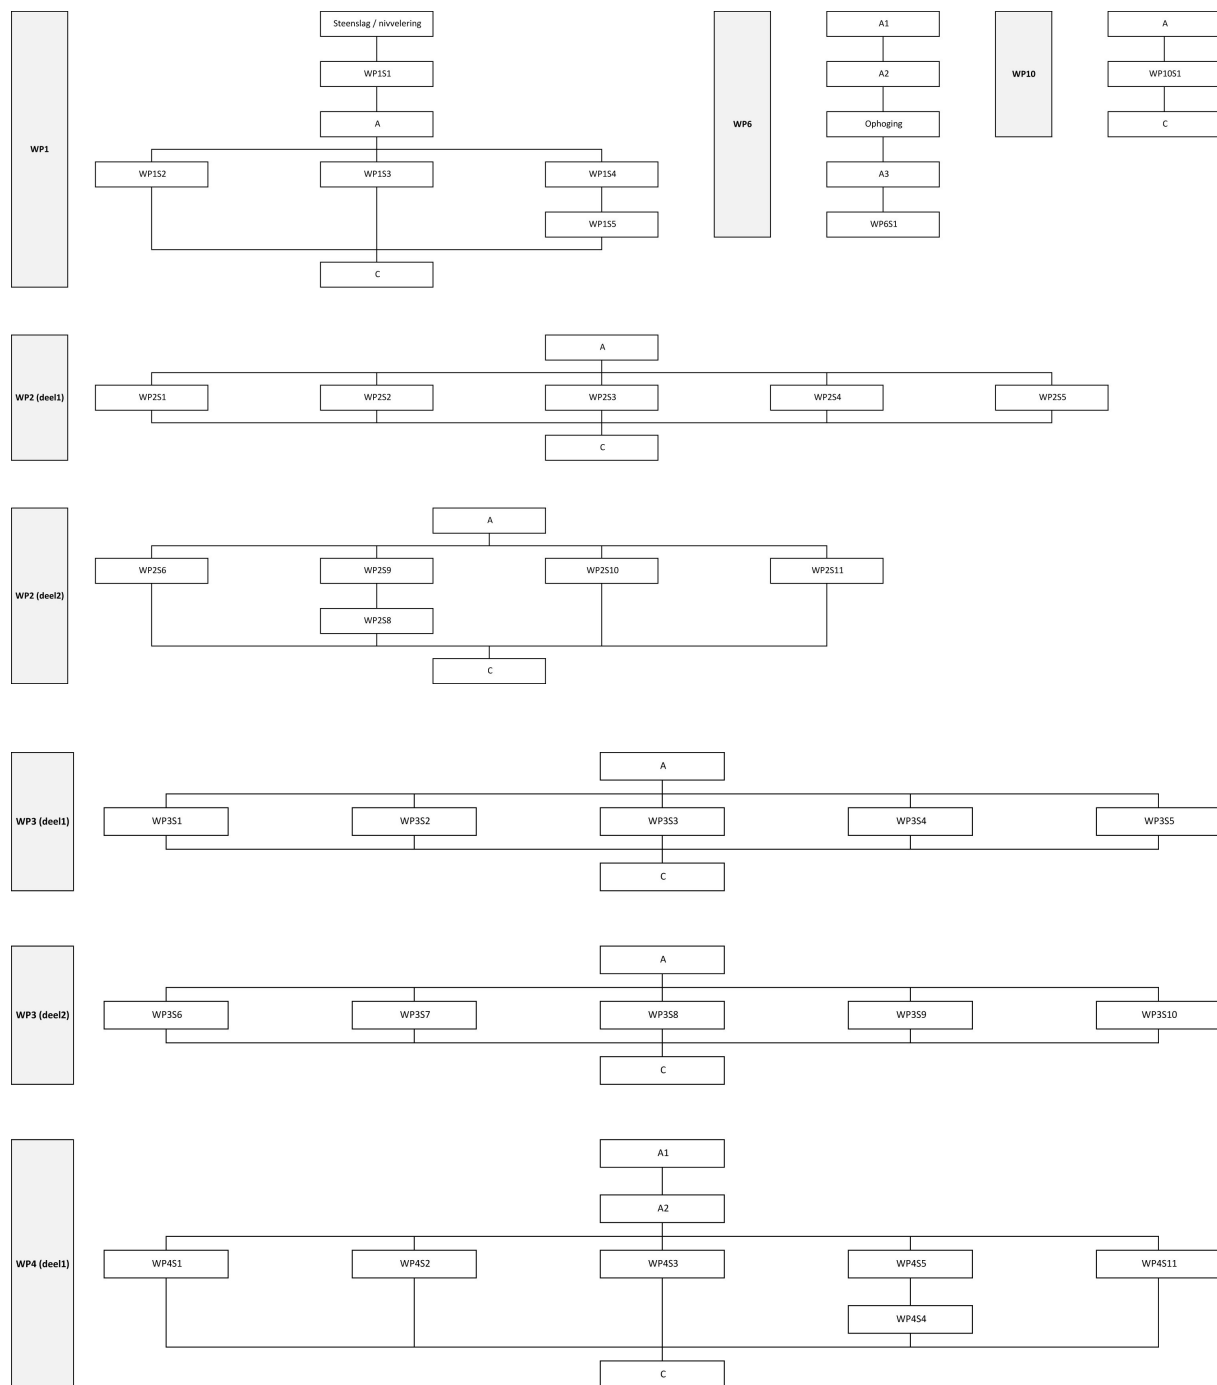 WP1
Steenslag / nivvelering
WP1S1
A
WP1S2
WP1S3
WP1S4
WP1S5
C
WP6
A1
A2
Ophoging
A3
WP6S1
WP10
A
WP10S1
C
WP2 (deel1)
A
WP2S1
WP2S2
WP2S3
WP2S4
WP2S5
C
WP2 (deel2)
A
WP2S6
WP2S9
WP2S10
WP2S11
WP2S8
C
WP3 (deel1)
A
WP3S1
WP3S2
WP3S3
WP3S4
WP3S5
C
WP3 (deel2)
A
WP3S6
WP3S7
WP3S8
WP3S9
WP3S10
C
WP4 (deel1)
A1
A2
WP4S1
WP4S2
WP4S3
WP4S5
WP4S11
WP4S4
C